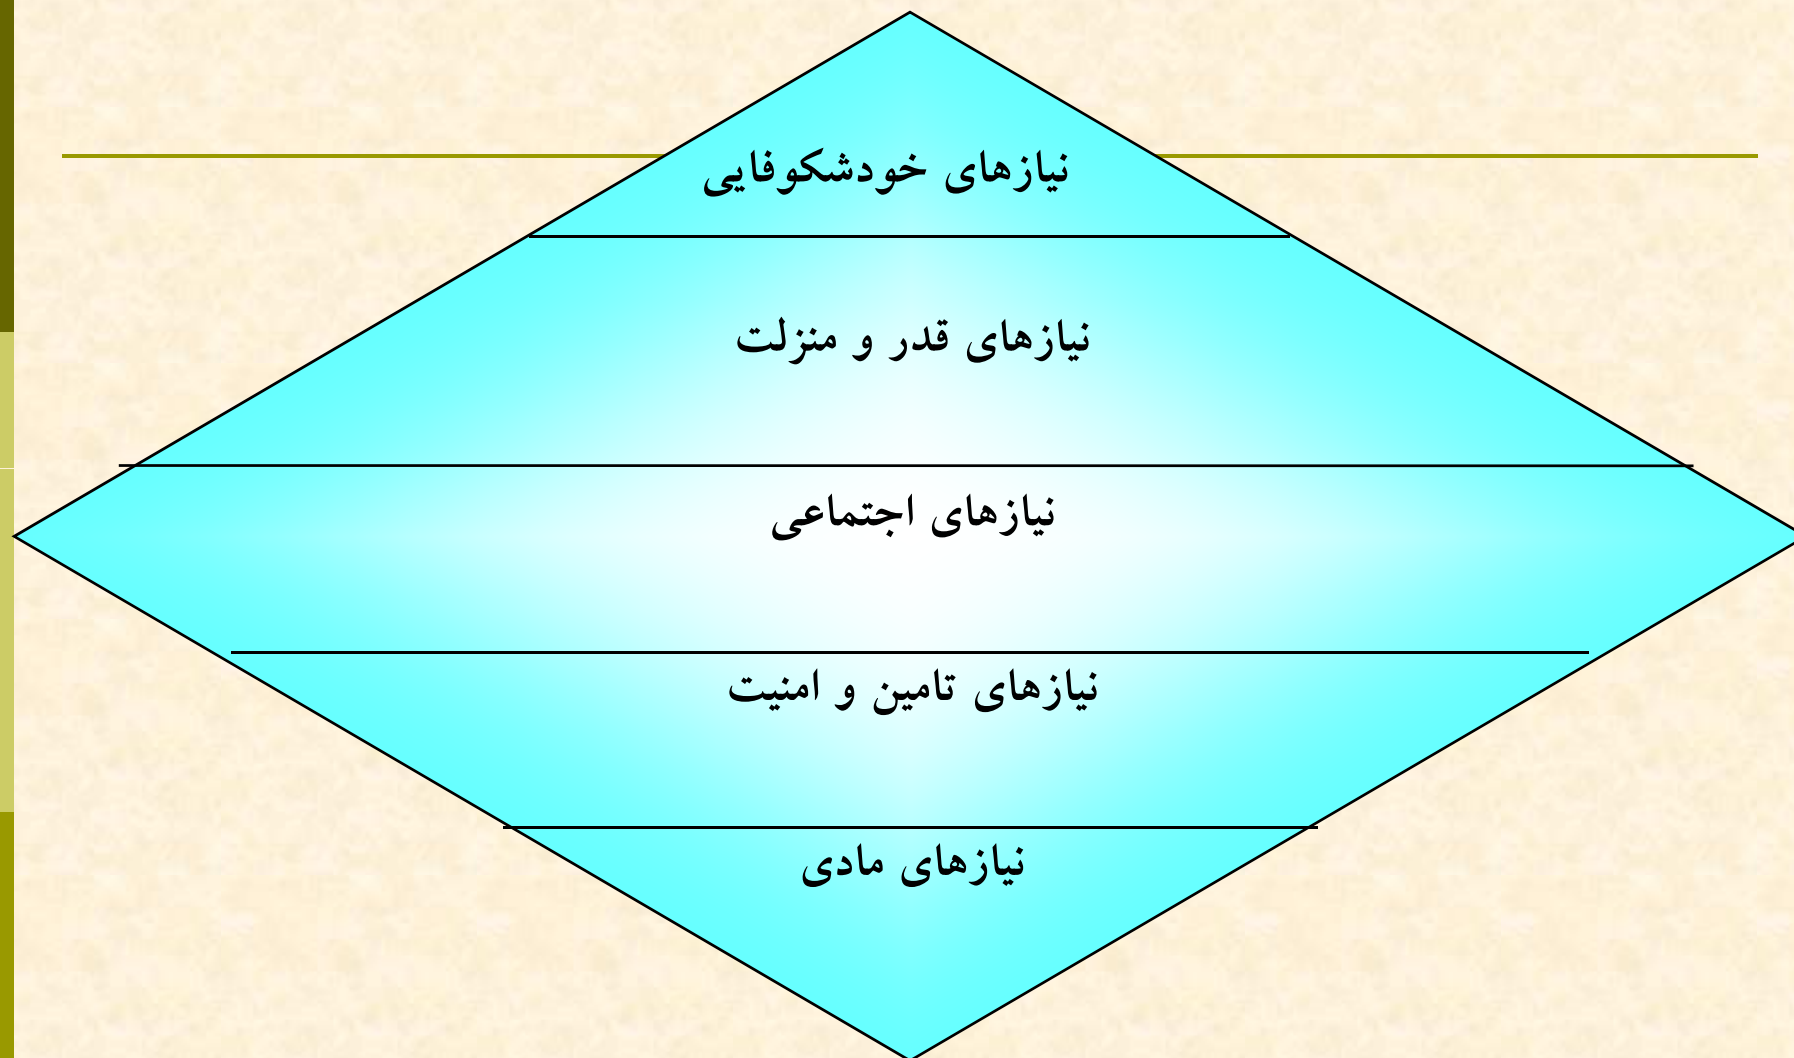 نیازهای خودشکوفایی
نیازهای قدر و منزلت
نیازهای اجتماعی
نیازهای تامین و امنیت
نیازهای مادی